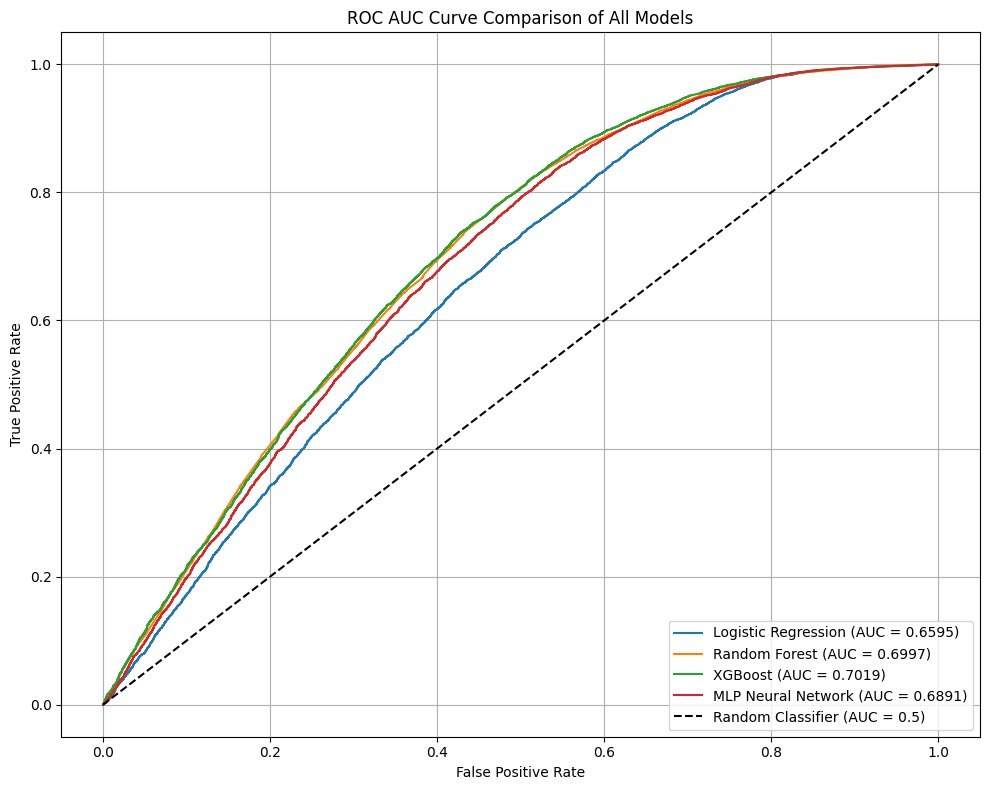 ROC AUC Curve Comparison of All Models
True Positive Rate
1.0
0.8
0.6
0.4
0.2
0.0
Logistic Regression (AUC = 0.6595)
Random Forest (AUC = 0.6997)
XGBoost (AUC = 0.7019)
MLP Neural Network (AUC = 0.6891)
Random Classifier (AUC = 0.5)
0.0 0.2 0.4 0.6 0.8 1.0
False Positive Rate